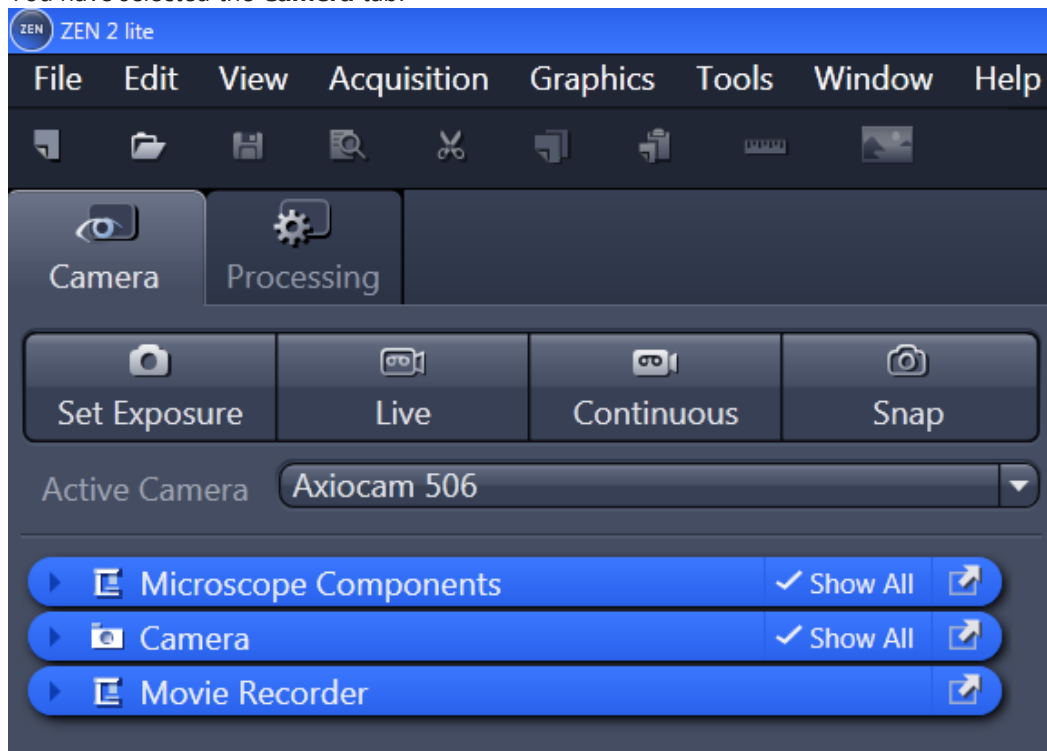 ZEN ZEN 2 lite
File Edit View Acquisition Graphics Tools Window Help
Camera Processing
Set Exposure Live Continuous Snap
Active Camera Axiocam 506
Microscope Components Show All
Camera Show All
Movie Recorder